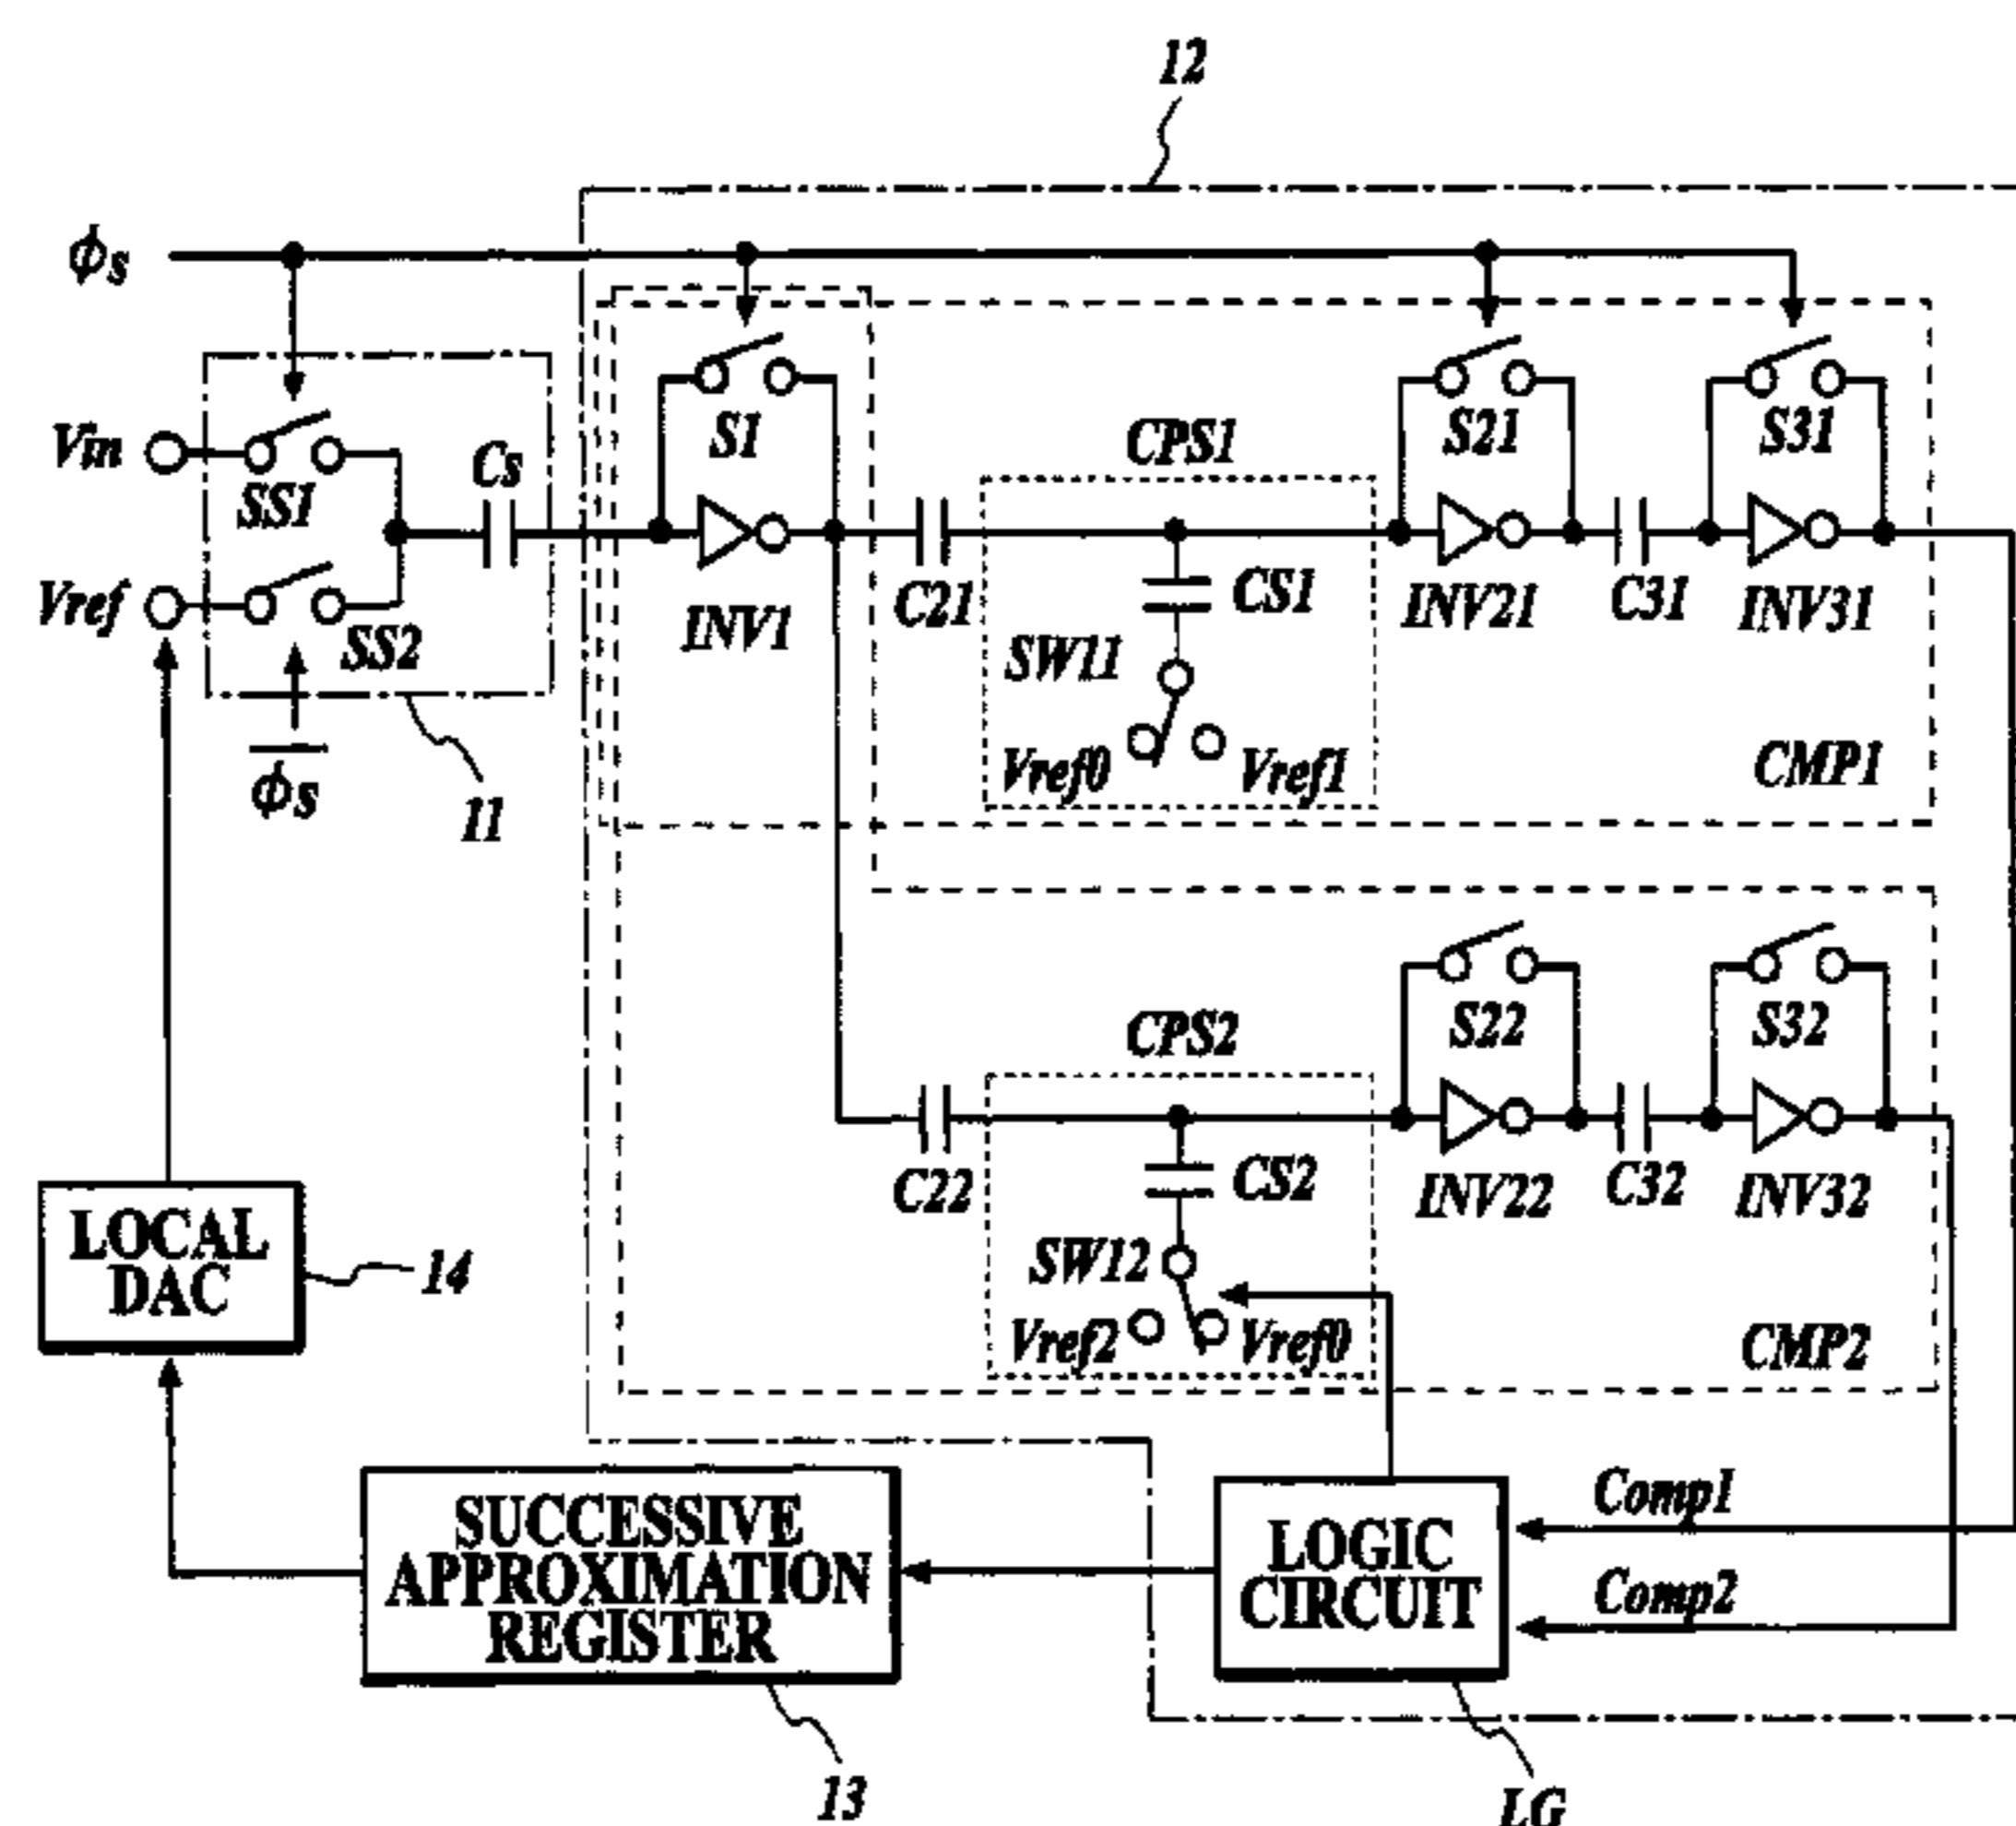 12
ϕs
S1
S21
S31
CPS1
Vin
SS1
Cs
Vref
SS2
INV1
C21
CS1
INV21
C31
INV31
SW11
Vref0
Vref1
CMP1
ϕs
11
S22
S32
CPS2
C22
CS2
INV22
C32
INV32
SW12
Vref2
Vref0
CMP2
LOCAL
DAC
14
SUCCESSIVE
APPROXIMATION
REGISTER
LOGIC
CIRCUIT
Comp1
Comp2
13
LG